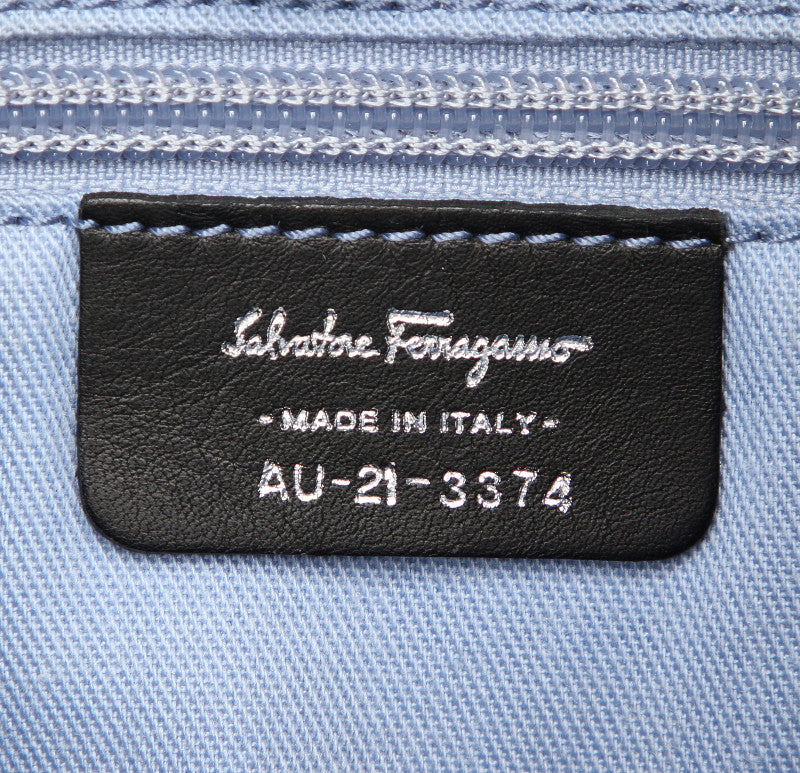 Salvatore Ferragamo
-MADE IN ITALY-
AU-21-3374